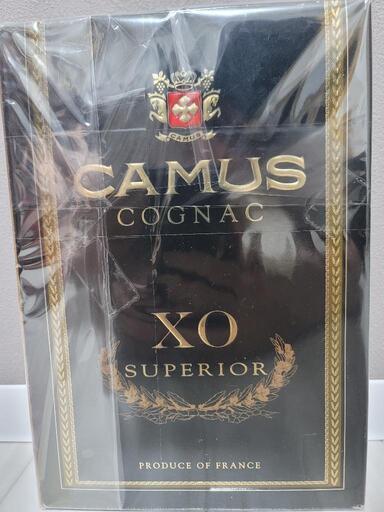 CAMUS
CAMUS
COGNAC
XO
SUPERIOR
PRODUCE OF FRANCE